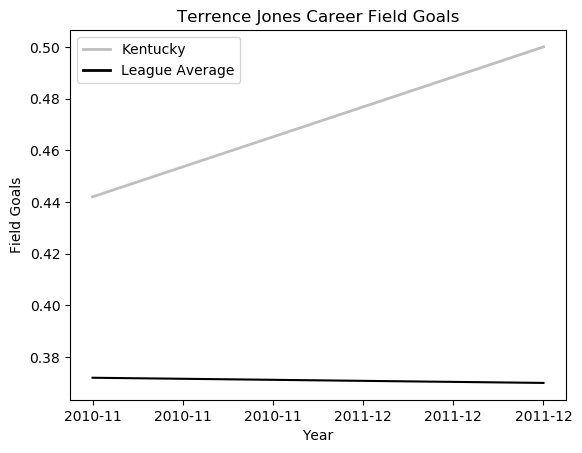 Terrence Jones Career Field Goals
Kentucky
League Average
Field Goals
0.50
0.48
0.46
0.44
0.42
0.40
0.38
2010-11 2010-11 2010-11 2011-12 2011-12 2011-12
Year